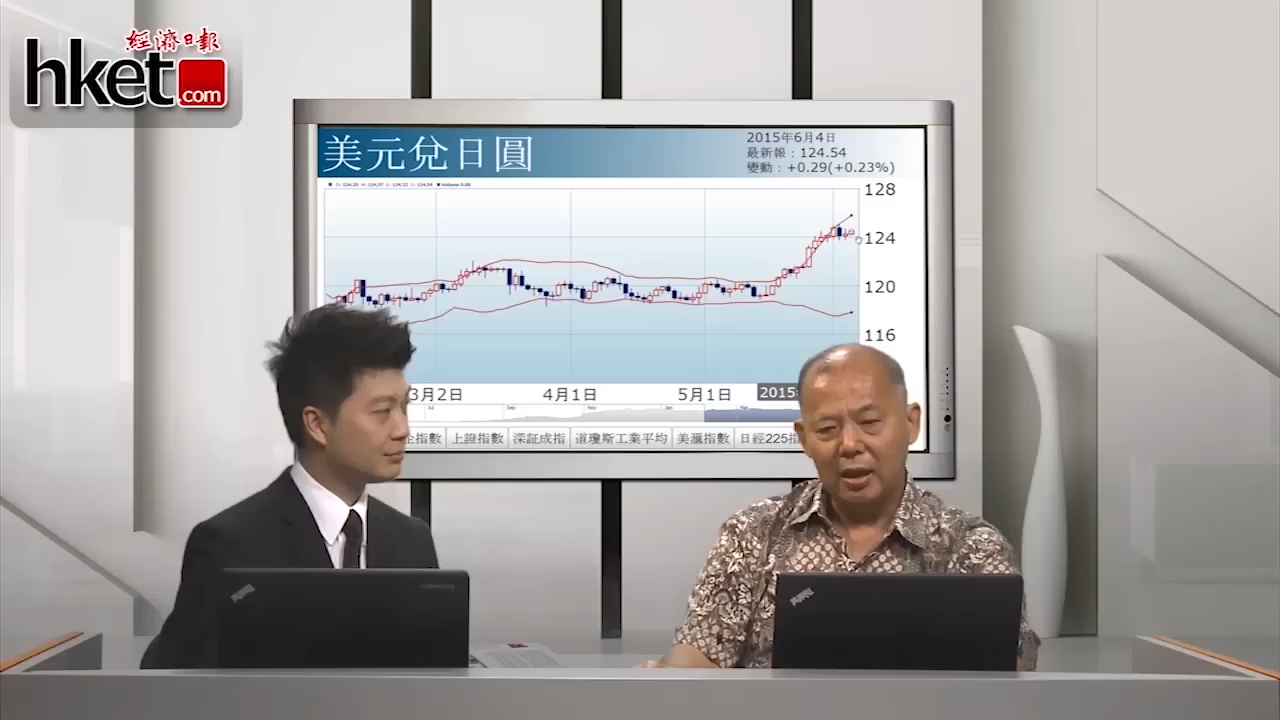 經濟日報
hket.com
美元兌日圓
2015年6月4日
最新報：124.54
變動：+0.29(+0.23%)
128
124
120
116
3月2日 4月1日 5月1日 2015
企指數 上證指數 深証成指 道瓊斯工業平均 美滙指數 日經225指
ThinkPad
ThinkPad